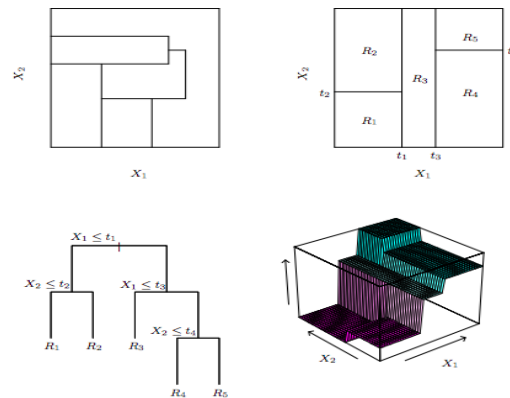 X₂
X₁
R₅
R₂
R₃
t₂
R₄
R₁
t₁
t₃
X₂
X₁
X₁ ≤ t₁
X₂ ≤ t₂
X₁ ≤ t₃
X₂ ≤ t₄
R₁
R₂
R₃
R₄
R₅
X₂
X₁